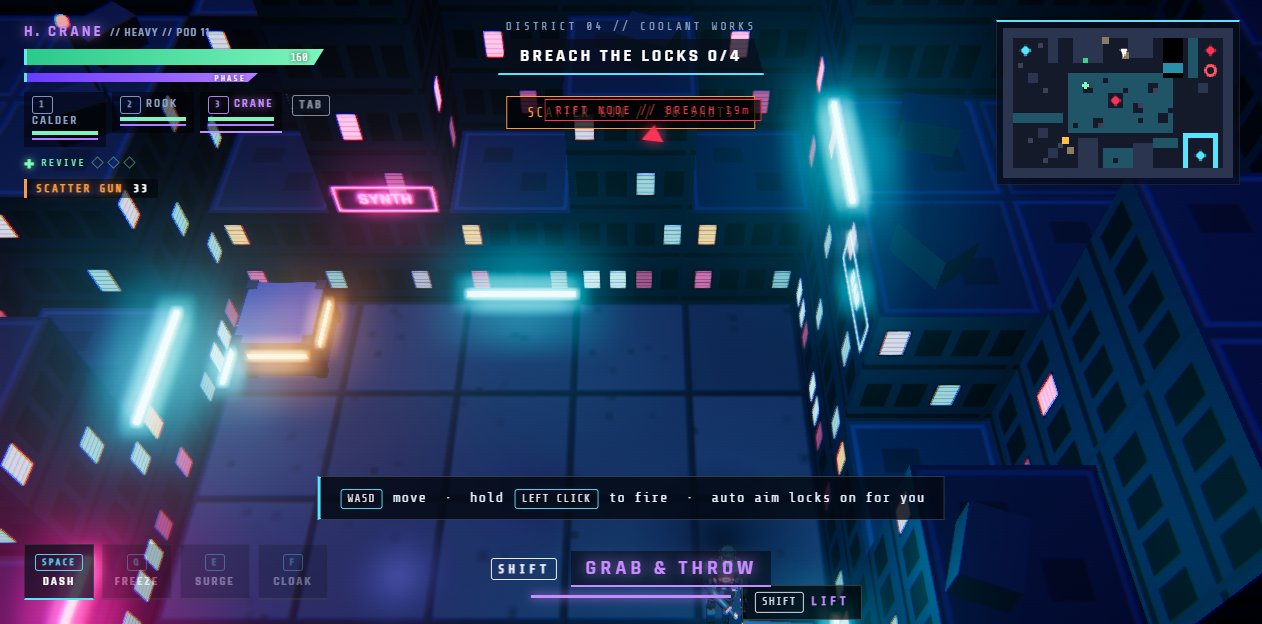 H. CRANE // HEAVY // POD 11
160
PHASE
1 CALDER
2 ROOK
3 CRANE
TAB
REVIVE
SCATTER GUN 33
DISTRICT 04 // COOLANT WORKS
BREACH THE LOCKS 0/4
RIFT NODE // BREACH 19m
SYNTH
WASD move · hold LEFT CLICK to fire · auto aim locks on for you
SPACE DASH
Q FREEZE
E SURGE
F CLOAK
SHIFT GRAB & THROW
SHIFT LIFT